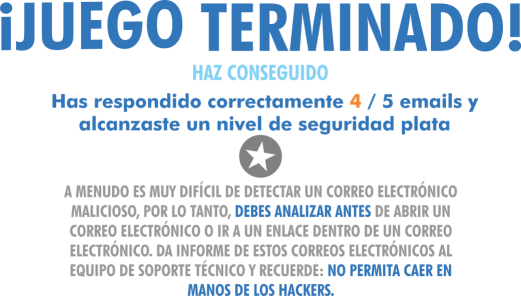 ¡JUEGO TERMINADO!
HAZ CONSEGUIDO
Has respondido correctamente 4 / 5 emails y
alcanzaste un nivel de seguridad plata
A MENUDO ES MUY DIFÍCIL DE DETECTAR UN CORREO ELECTRÓNICO
MALICIOSO, POR LO TANTO, DEBES ANALIZAR ANTES DE ABRIR UN
CORREO ELECTRÓNICO O IR A UN ENLACE DENTRO DE UN CORREO
ELECTRÓNICO. DA INFORME DE ESTOS CORREOS ELECTRÓNICOS AL
EQUIPO DE SOPORTE TÉCNICO Y RECUERDE: NO PERMITA CAER EN
MANOS DE LOS HACKERS.